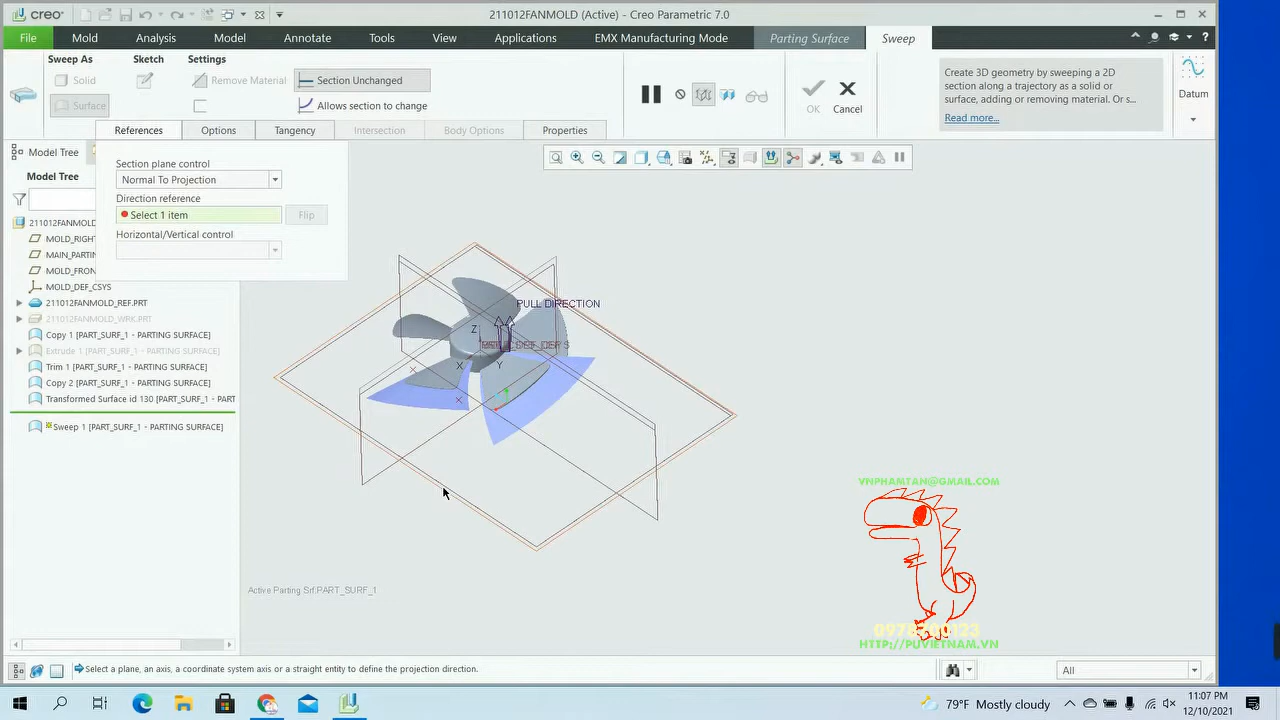 creo
211012FANMOLD (Active) - Creo Parametric 7.0
File
Mold
Analysis
Model
Annotate
Tools
View
Applications
EMX Manufacturing Mode
Parting Surface
Sweep
Sweep As
Sketch
Settings
Solid
Surface
Remove Material
Section Unchanged
Allows section to change
OK
Cancel
Create 3D geometry by sweeping a 2D
section along a trajectory as a solid or
surface, adding or removing material. Or s...
Read more...
Datum
References
Options
Tangency
Intersection
Body Options
Properties
Model Tree
Model Tree
Section plane control
Normal To Projection
Direction reference
Select 1 item
Flip
Horizontal/Vertical control
211012FANMOLD
MOLD_RIGH
MAIN_PARTIN
MOLD_FRON
MOLD_DEF_CSYS
211012FANMOLD_REF.PRT
211012FANMOLD_WRK.PRT
Copy 1 [PART_SURF_1 - PARTING SURFACE]
Extrude 1 [PART_SURF_1 - PARTING SURFACE]
Trim 1 [PART_SURF_1 - PARTING SURFACE]
Copy 2 [PART_SURF_1 - PARTING SURFACE]
Transformed Surface id 130 [PART_SURF_1 - PART
Sweep 1 [PART_SURF_1 - PARTING SURFACE]
PULL DIRECTION
Z
X
Y
Active Parting Srf:PART_SURF_1
VNPHAMTAN@GMAIL.COM
HTTP://PUVIETNAM.VN
Select a plane, an axis, a coordinate system axis or a straight entity to define the projection direction.
All
79°F Mostly cloudy
11:07 PM
12/10/2021